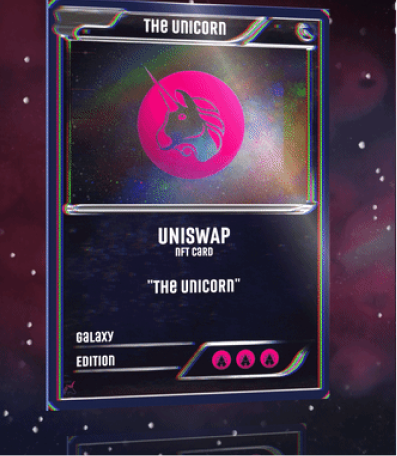 THE UNICORN
UNISWAP
NFT CARD
"THE UNICORN"
GALAXY
EDITION